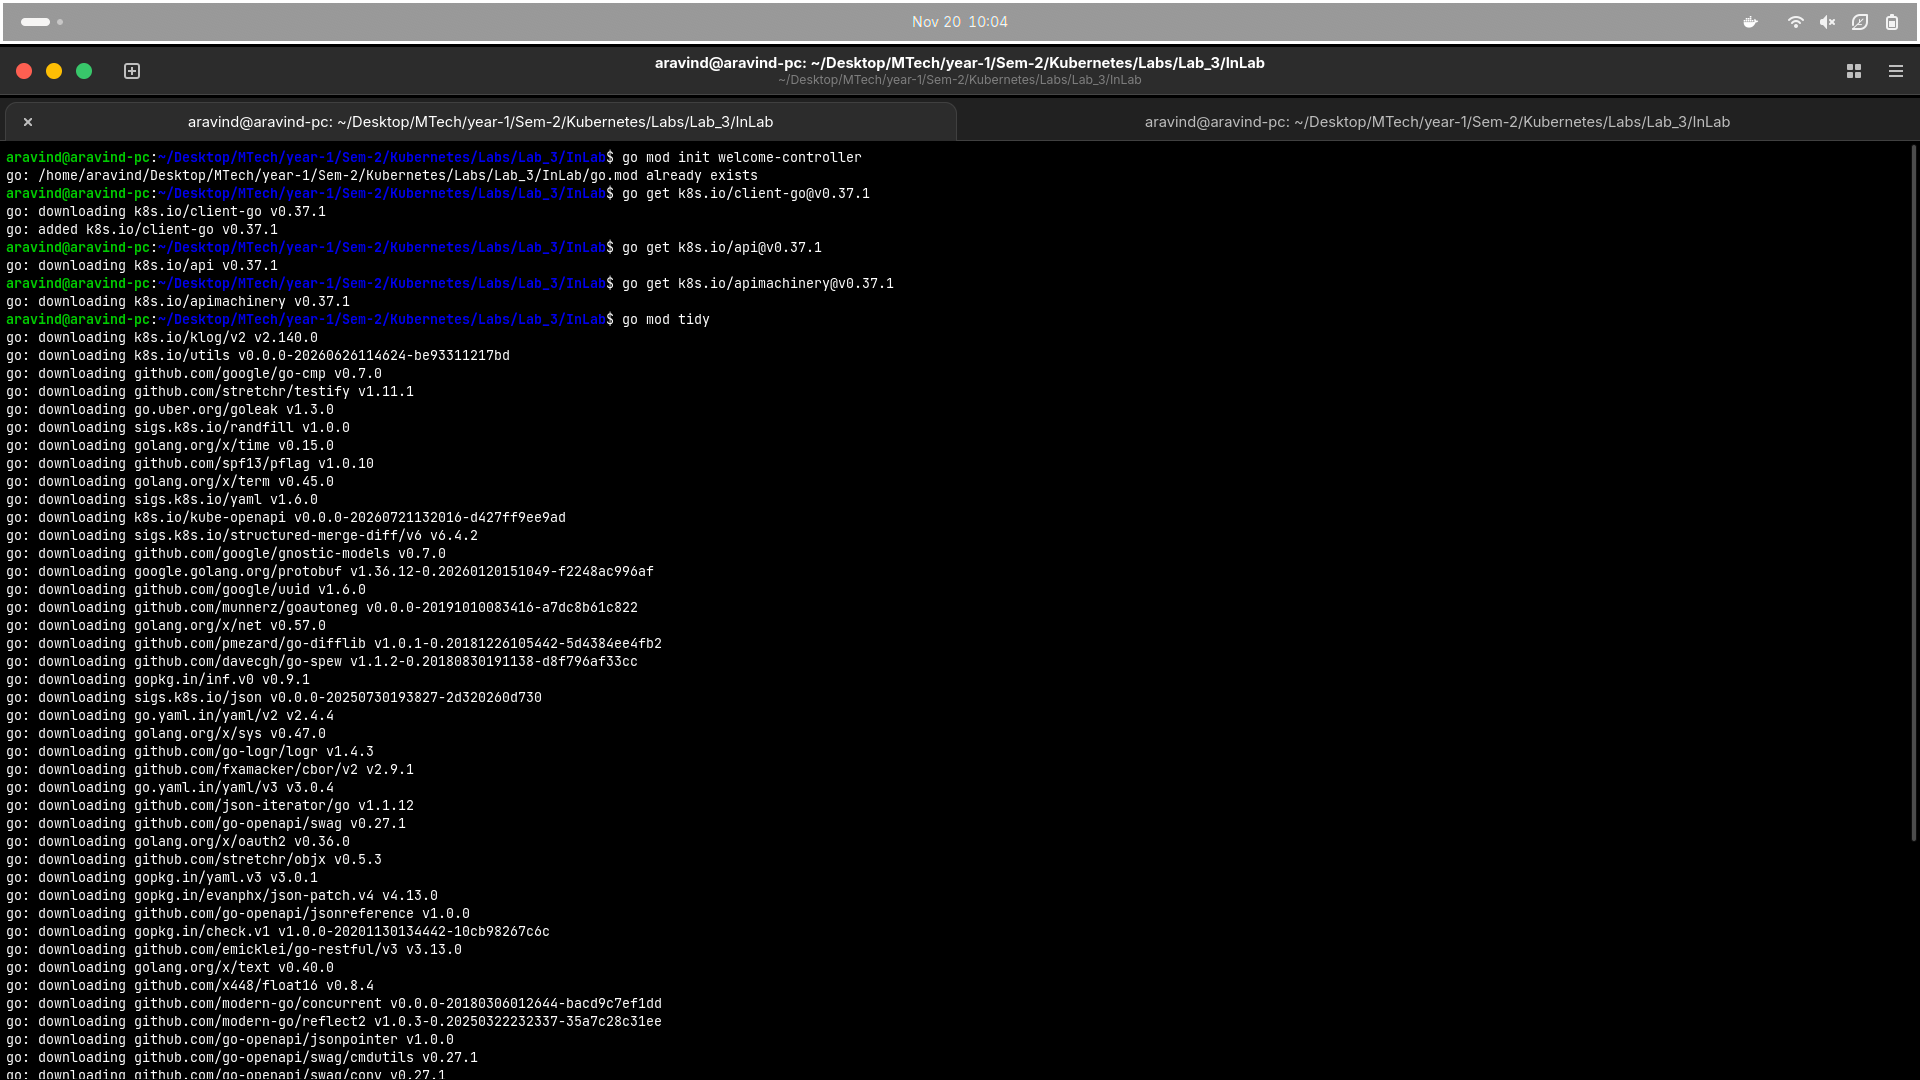 Nov 20 10:04
aravind@aravind-pc: ~/Desktop/MTech/year-1/Sem-2/Kubernetes/Labs/Lab_3/InLab
~/Desktop/MTech/year-1/Sem-2/Kubernetes/Labs/Lab_3/InLab
aravind@aravind-pc: ~/Desktop/MTech/year-1/Sem-2/Kubernetes/Labs/Lab_3/InLab
aravind@aravind-pc: ~/Desktop/MTech/year-1/Sem-2/Kubernetes/Labs/Lab_3/InLab
aravind@aravind-pc:~/Desktop/MTech/year-1/Sem-2/Kubernetes/Labs/Lab_3/InLab$ go mod init welcome-controller
go: /home/aravind/Desktop/MTech/year-1/Sem-2/Kubernetes/Labs/Lab_3/InLab/go.mod already exists
aravind@aravind-pc:~/Desktop/MTech/year-1/Sem-2/Kubernetes/Labs/Lab_3/InLab$ go get k8s.io/client-go@v0.37.1
go: downloading k8s.io/client-go v0.37.1
go: added k8s.io/client-go v0.37.1
aravind@aravind-pc:~/Desktop/MTech/year-1/Sem-2/Kubernetes/Labs/Lab_3/InLab$ go get k8s.io/api@v0.37.1
go: downloading k8s.io/api v0.37.1
aravind@aravind-pc:~/Desktop/MTech/year-1/Sem-2/Kubernetes/Labs/Lab_3/InLab$ go get k8s.io/apimachinery@v0.37.1
go: downloading k8s.io/apimachinery v0.37.1
aravind@aravind-pc:~/Desktop/MTech/year-1/Sem-2/Kubernetes/Labs/Lab_3/InLab$ go mod tidy
go: downloading k8s.io/klog/v2 v2.140.0
go: downloading k8s.io/utils v0.0.0-20260626114624-be93311217bd
go: downloading github.com/google/go-cmp v0.7.0
go: downloading github.com/stretchr/testify v1.11.1
go: downloading go.uber.org/goleak v1.3.0
go: downloading sigs.k8s.io/randfill v1.0.0
go: downloading golang.org/x/time v0.15.0
go: downloading github.com/spf13/pflag v1.0.10
go: downloading golang.org/x/term v0.45.0
go: downloading sigs.k8s.io/yaml v1.6.0
go: downloading k8s.io/kube-openapi v0.0.0-20260721132016-d427ff9ee9ad
go: downloading sigs.k8s.io/structured-merge-diff/v6 v6.4.2
go: downloading github.com/google/gnostic-models v0.7.0
go: downloading google.golang.org/protobuf v1.36.12-0.20260120151049-f2248ac996af
go: downloading github.com/google/uuid v1.6.0
go: downloading github.com/munnerz/goautoneg v0.0.0-20191010083416-a7dc8b61c822
go: downloading golang.org/x/net v0.57.0
go: downloading github.com/pmezard/go-difflib v1.0.1-0.20181226105442-5d4384ee4fb2
go: downloading github.com/davecgh/go-spew v1.1.2-0.20180830191138-d8f796af33cc
go: downloading gopkg.in/inf.v0 v0.9.1
go: downloading sigs.k8s.io/json v0.0.0-20250730193827-2d320260d730
go: downloading go.yaml.in/yaml/v2 v2.4.4
go: downloading golang.org/x/sys v0.47.0
go: downloading github.com/go-logr/logr v1.4.3
go: downloading github.com/fxamacker/cbor/v2 v2.9.1
go: downloading go.yaml.in/yaml/v3 v3.0.4
go: downloading github.com/json-iterator/go v1.1.12
go: downloading github.com/go-openapi/swag v0.27.1
go: downloading golang.org/x/oauth2 v0.36.0
go: downloading github.com/stretchr/objx v0.5.3
go: downloading gopkg.in/yaml.v3 v3.0.1
go: downloading gopkg.in/evanphx/json-patch.v4 v4.13.0
go: downloading github.com/go-openapi/jsonreference v1.0.0
go: downloading gopkg.in/check.v1 v1.0.0-20201130134442-10cb98267c6c
go: downloading github.com/emicklei/go-restful/v3 v3.13.0
go: downloading golang.org/x/text v0.40.0
go: downloading github.com/x448/float16 v0.8.4
go: downloading github.com/modern-go/concurrent v0.0.0-20180306012644-bacd9c7ef1dd
go: downloading github.com/modern-go/reflect2 v1.0.3-0.20250322232337-35a7c28c31ee
go: downloading github.com/go-openapi/jsonpointer v1.0.0
go: downloading github.com/go-openapi/swag/cmdutils v0.27.1
go: downloading github.com/go-openapi/swag/conv v0.27.1